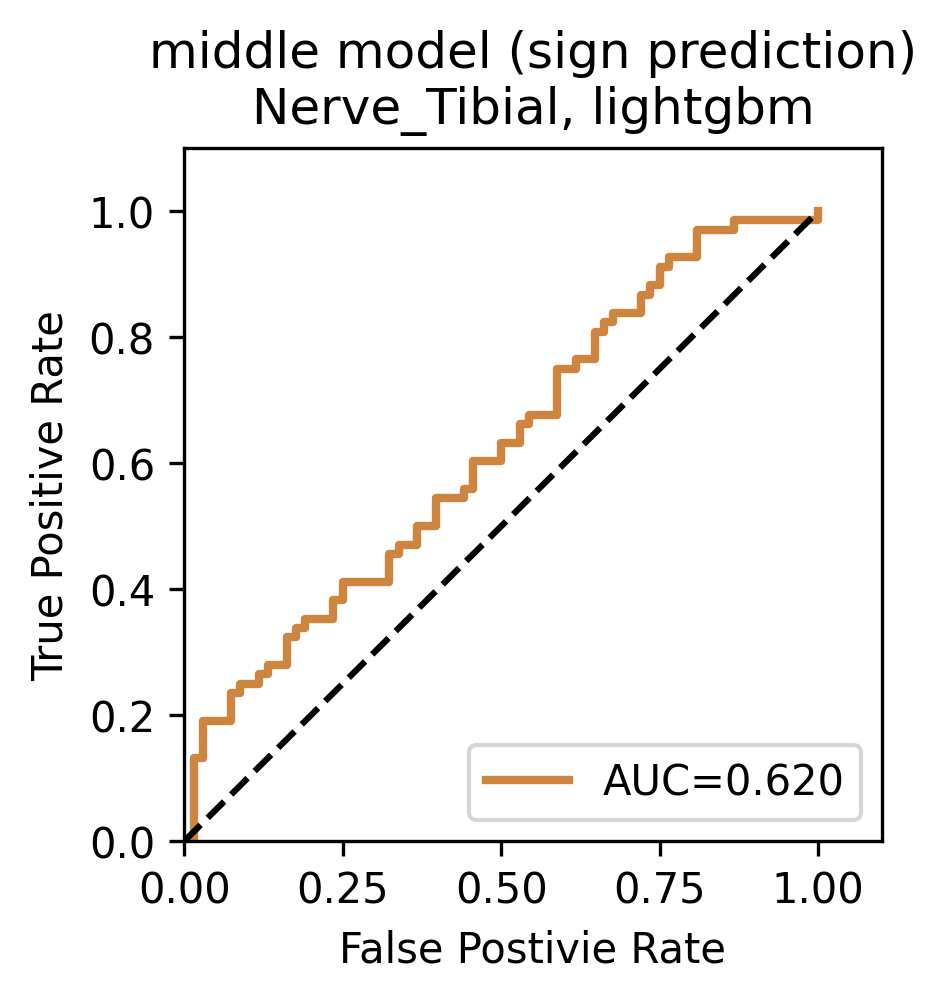 middle model (sign prediction)
Nerve_Tibial, lightgbm
True Positive Rate
1.0
0.8
0.6
0.4
0.2
0.0
AUC=0.620
0.00 0.25 0.50 0.75 1.00
False Postivie Rate